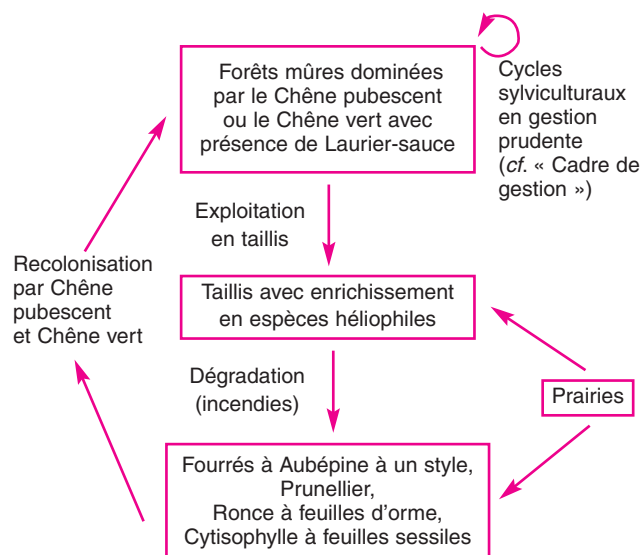 Forêts mûres dominées
par le Chêne pubescent
ou le Chêne vert avec
présence de Laurier-sauce
Cycles
sylviculturaux
en gestion
prudente
(cf. « Cadre de
gestion »)
Exploitation
en taillis
Recolonisation
par Chêne
pubescent
et Chêne vert
Taillis avec enrichissement
en espèces héliophiles
Dégradation
(incendies)
Prairies
Fourrés à Aubépine à un style,
Prunellier,
Ronce à feuilles d'orme,
Cytisophylle à feuilles sessiles